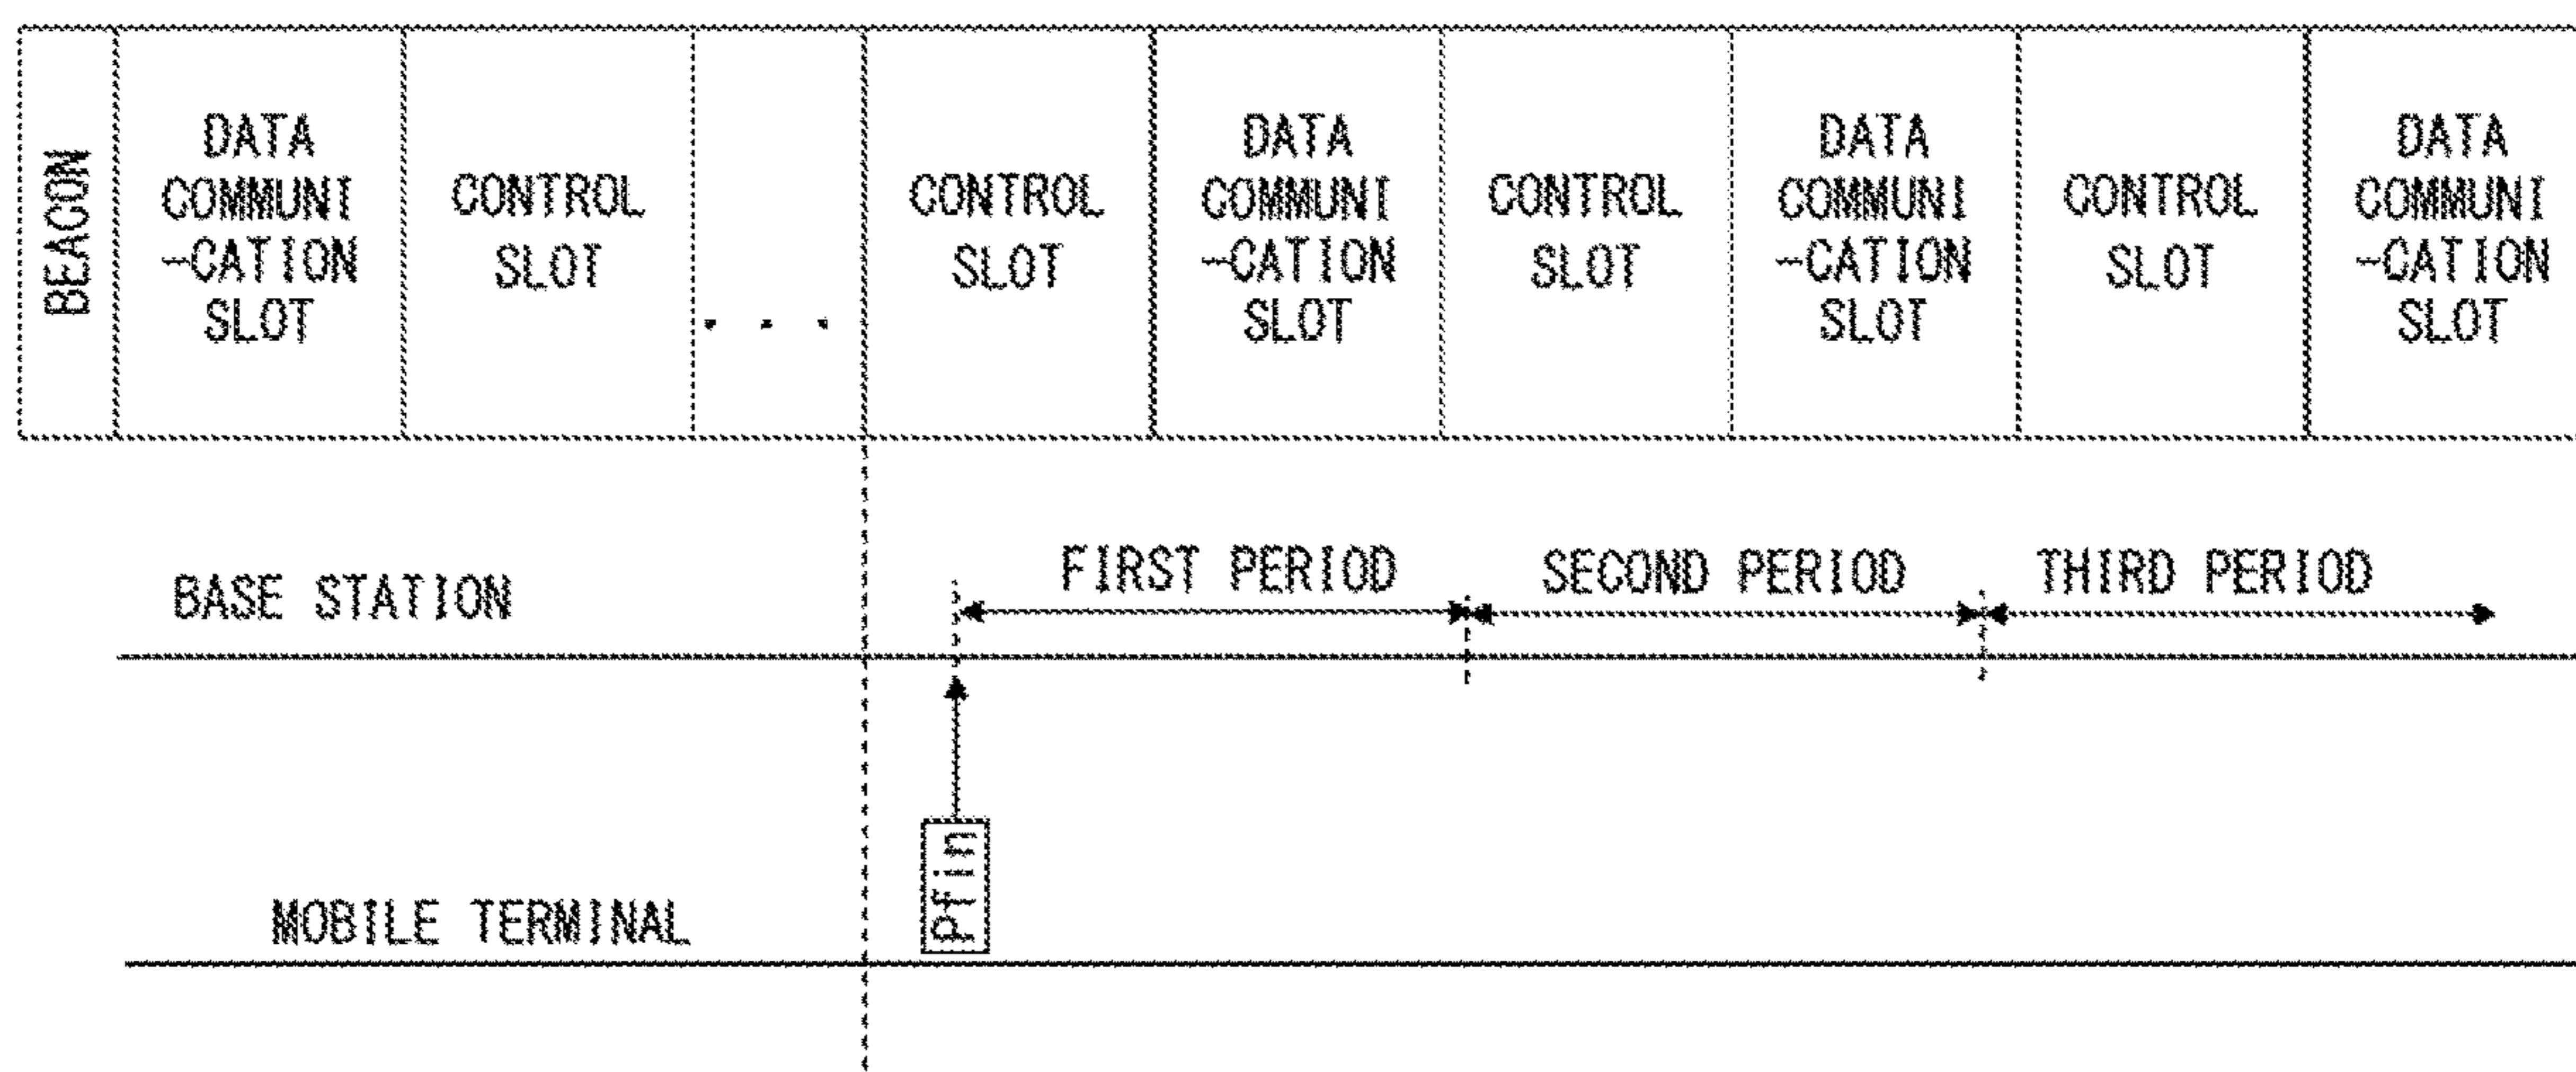 BEACON
DATA
COMMUNI
-CATION
SLOT
CONTROL
SLOT
. . .
CONTROL
SLOT
DATA
COMMUNI
-CATION
SLOT
CONTROL
SLOT
DATA
COMMUNI
-CATION
SLOT
CONTROL
SLOT
DATA
COMMUNI
-CATION
SLOT
BASE STATION
FIRST PERIOD
SECOND PERIOD
THIRD PERIOD
Pfin
MOBILE TERMINAL